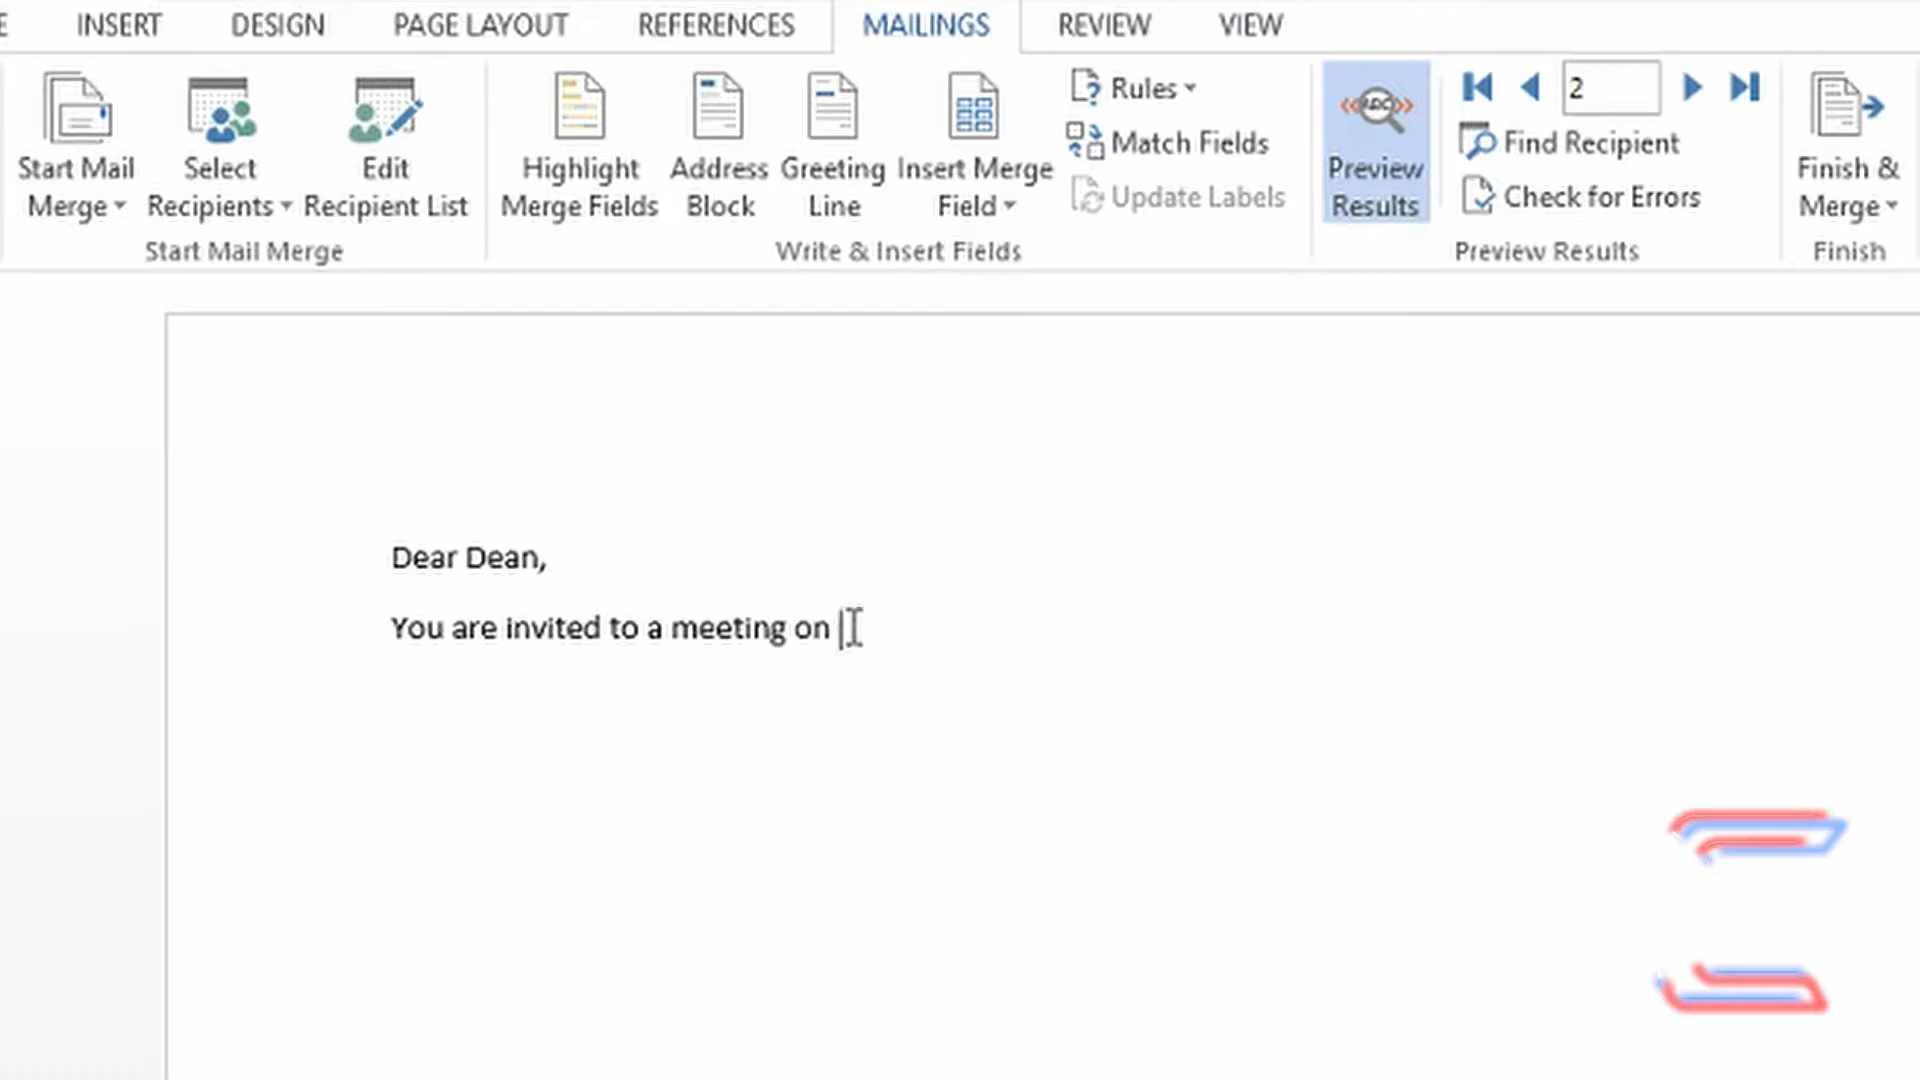 INSERT DESIGN PAGE LAYOUT REFERENCES MAILINGS REVIEW VIEW
Start Mail Merge
Select Recipients
Edit Recipient List
Start Mail Merge
Highlight Merge Fields
Address Block
Greeting Line
Insert Merge Field
Rules
Match Fields
Update Labels
Write & Insert Fields
ABC
Preview Results
2
Find Recipient
Check for Errors
Preview Results
Finish & Merge
Finish
Dear Dean,
You are invited to a meeting on